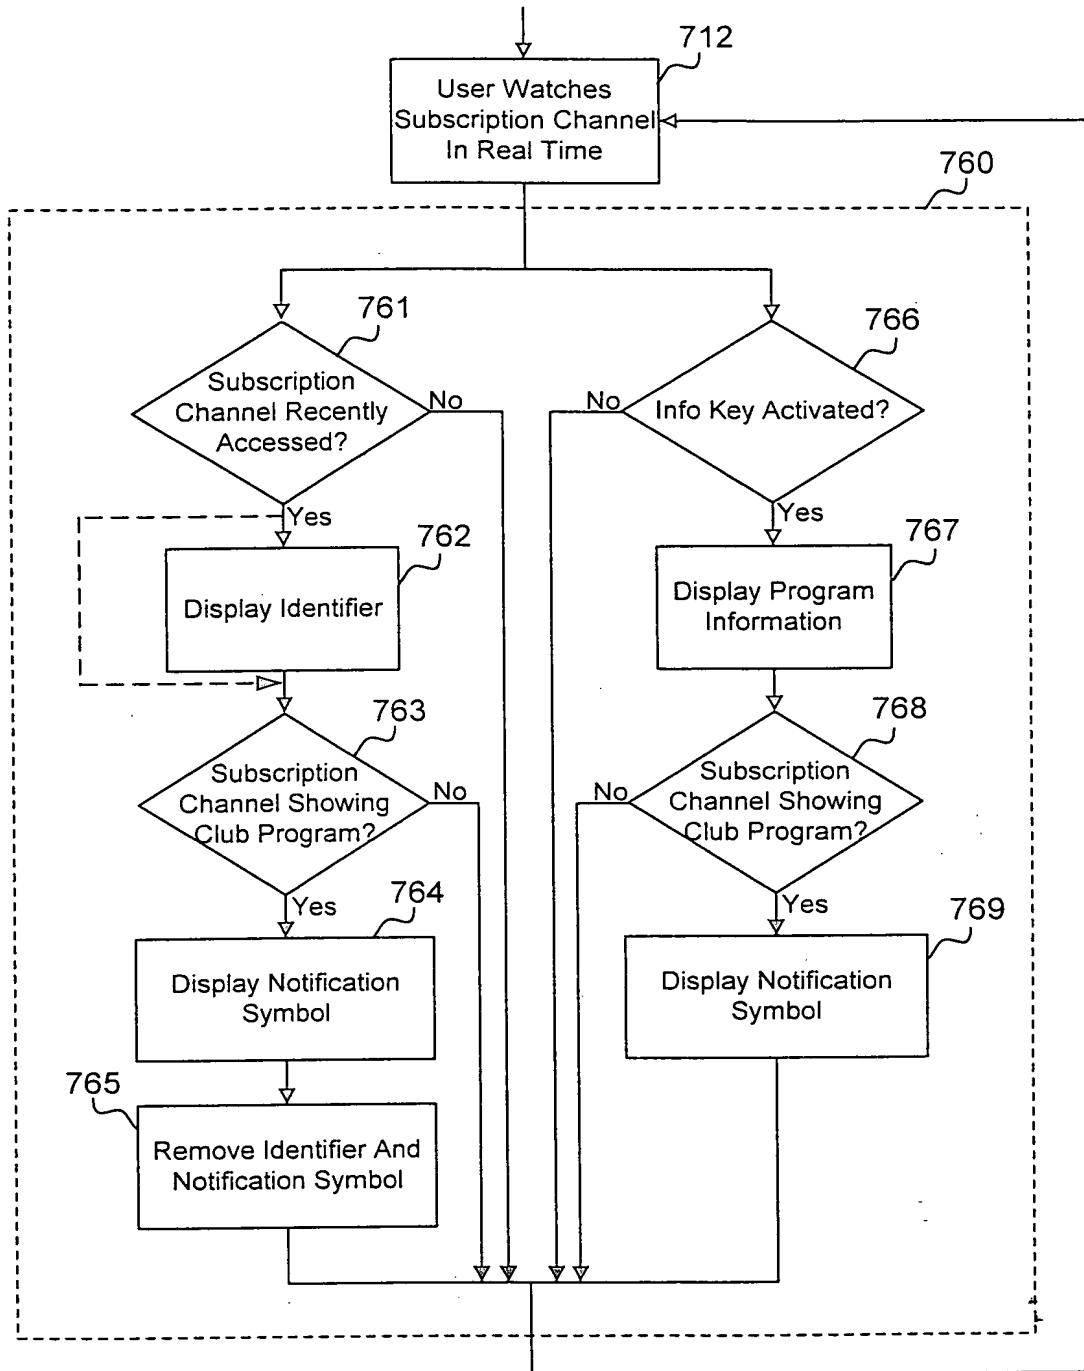 712
User Watches
Subscription Channel
In Real Time
760
761
Subscription
Channel Recently
Accessed?
No
Yes
766
Info Key Activated?
No
Yes
762
Display Identifier
767
Display Program
Information
763
Subscription
Channel Showing
Club Program?
No
Yes
768
Subscription
Channel Showing
Club Program?
No
Yes
764
Display Notification
Symbol
769
Display Notification
Symbol
765
Remove Identifier And
Notification Symbol